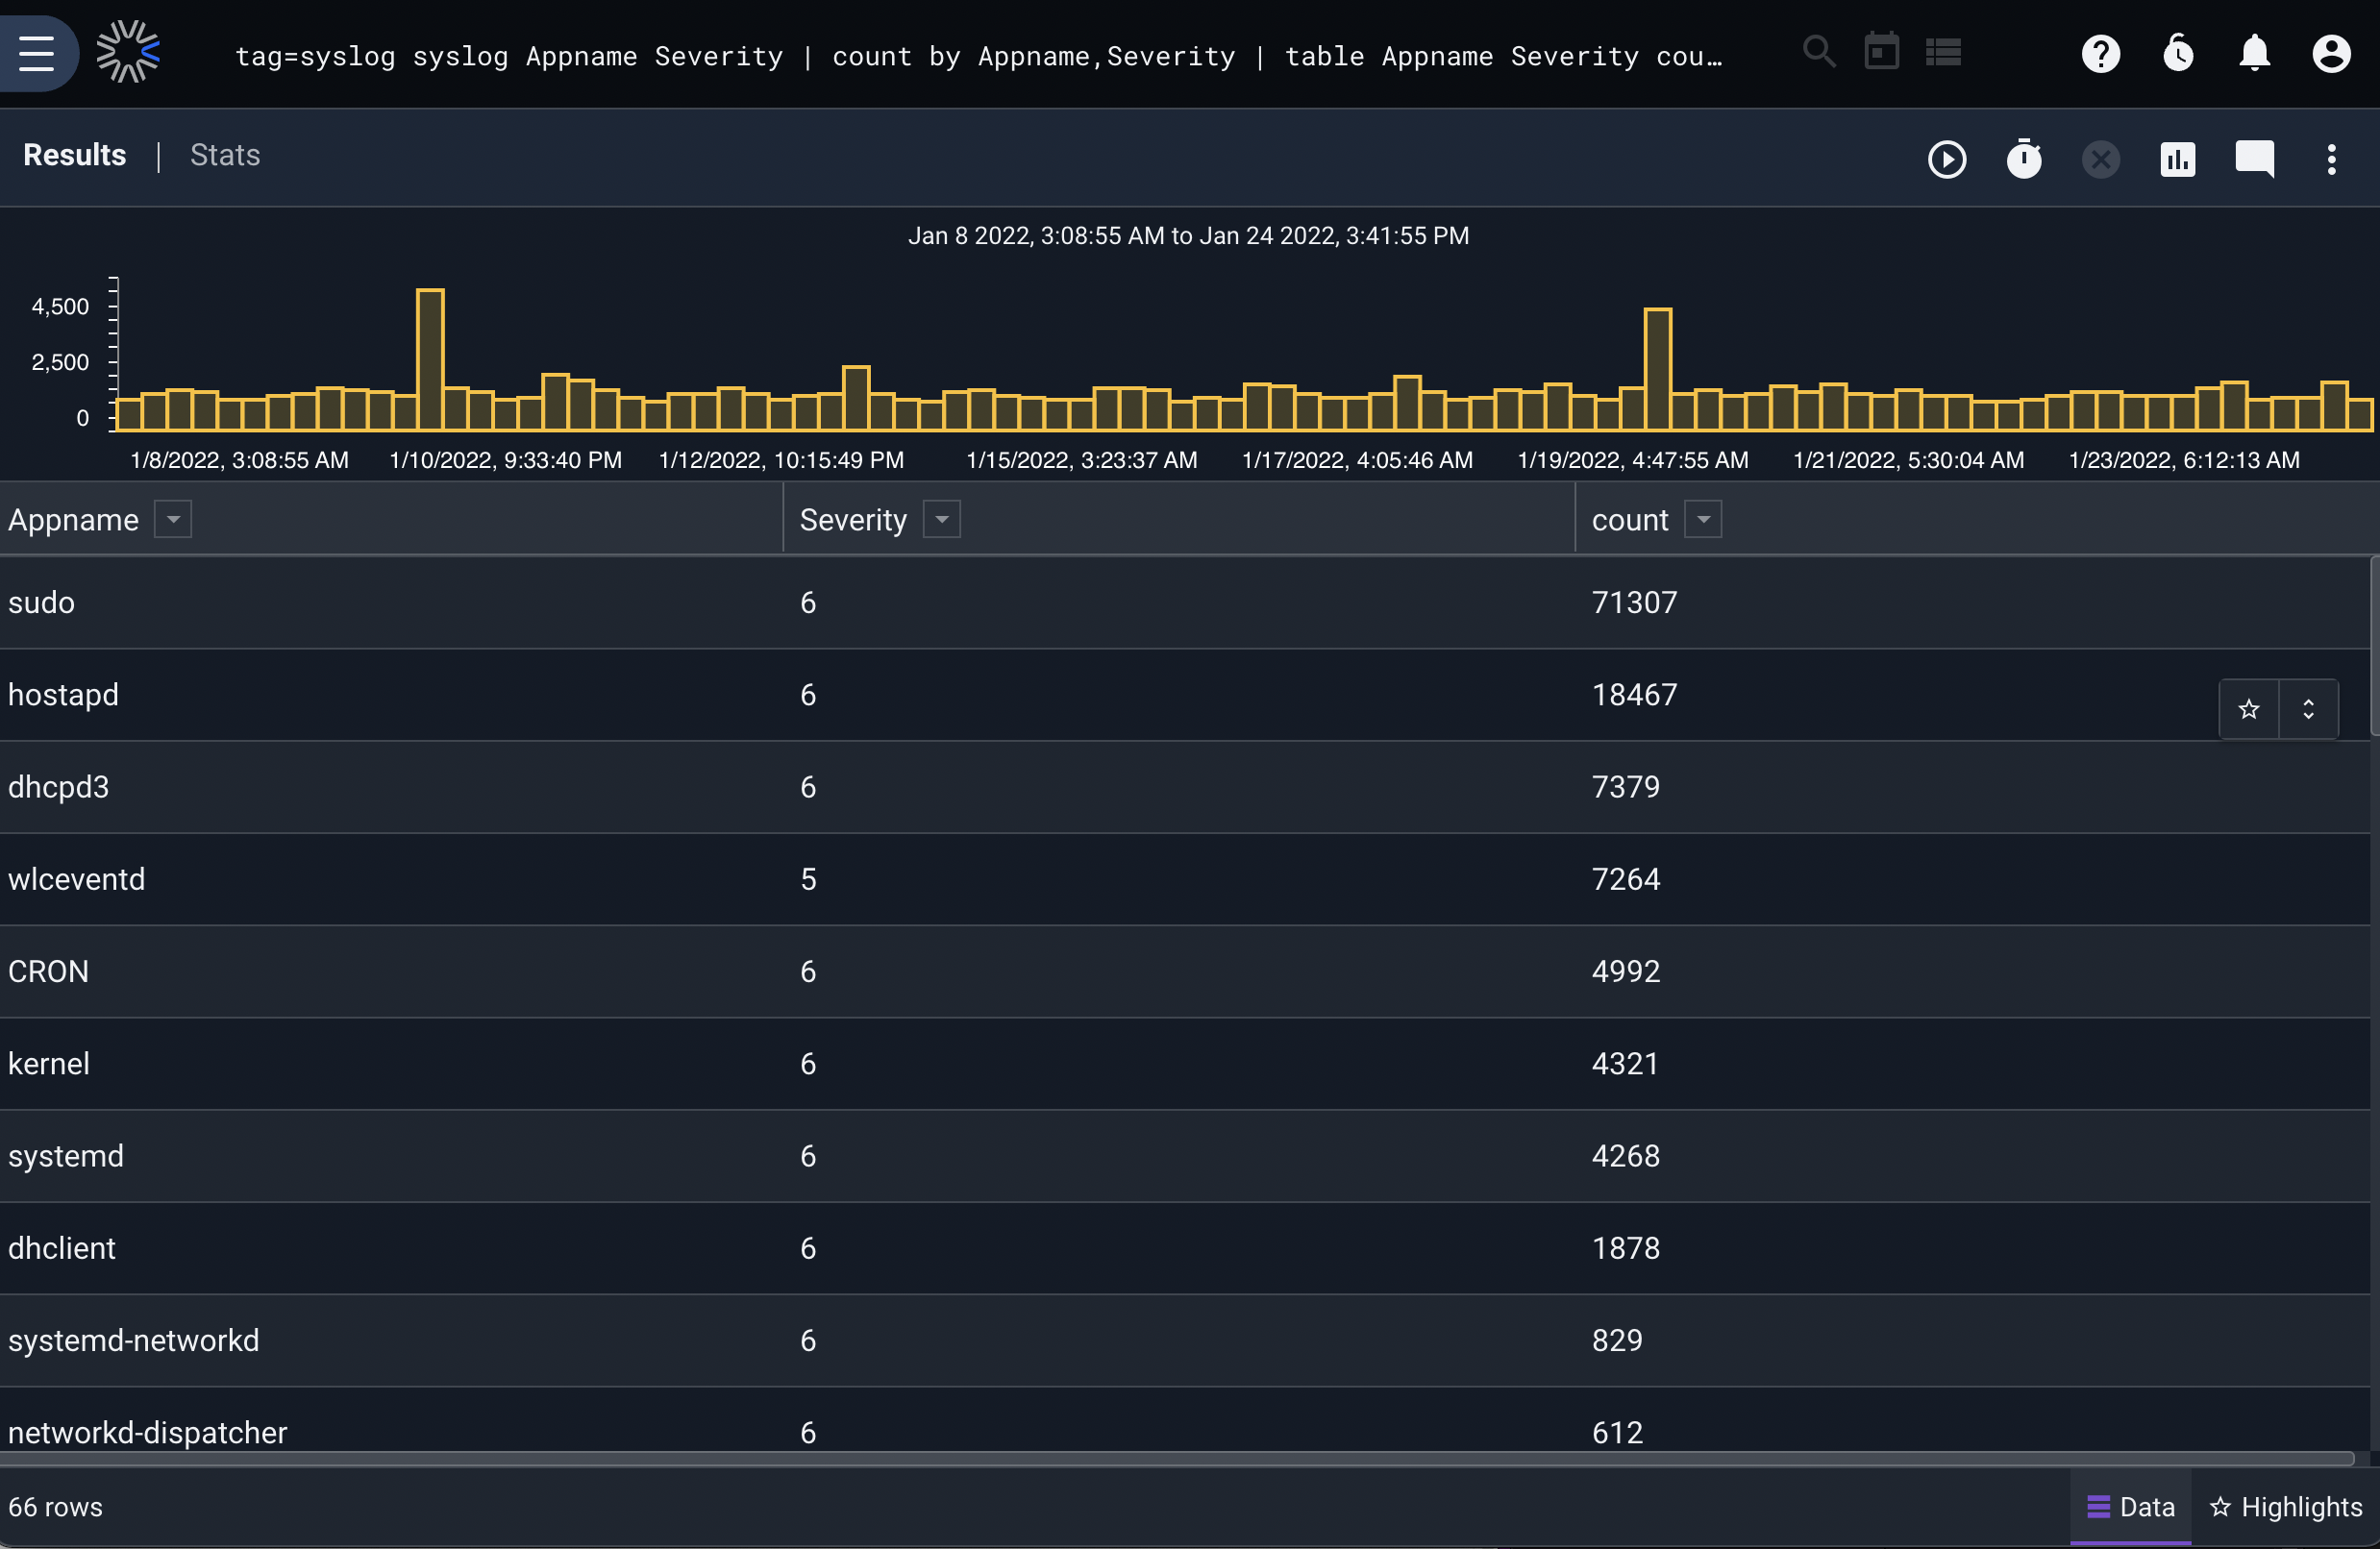 tag=syslog syslog Appname Severity | count by Appname,Severity | table Appname Severity cou…
Results | Stats
Jan 8 2022, 3:08:55 AM to Jan 24 2022, 3:41:55 PM
4,500
2,500
0
1/8/2022, 3:08:55 AM 1/10/2022, 9:33:40 PM 1/12/2022, 10:15:49 PM 1/15/2022, 3:23:37 AM 1/17/2022, 4:05:46 AM 1/19/2022, 4:47:55 AM 1/21/2022, 5:30:04 AM 1/23/2022, 6:12:13 AM
Appname Severity count
sudo 6 71307
hostapd 6 18467
dhcpd3 6 7379
wlceventd 5 7264
CRON 6 4992
kernel 6 4321
systemd 6 4268
dhclient 6 1878
systemd-networkd 6 829
networkd-dispatcher 6 612
66 rows Data Highlights